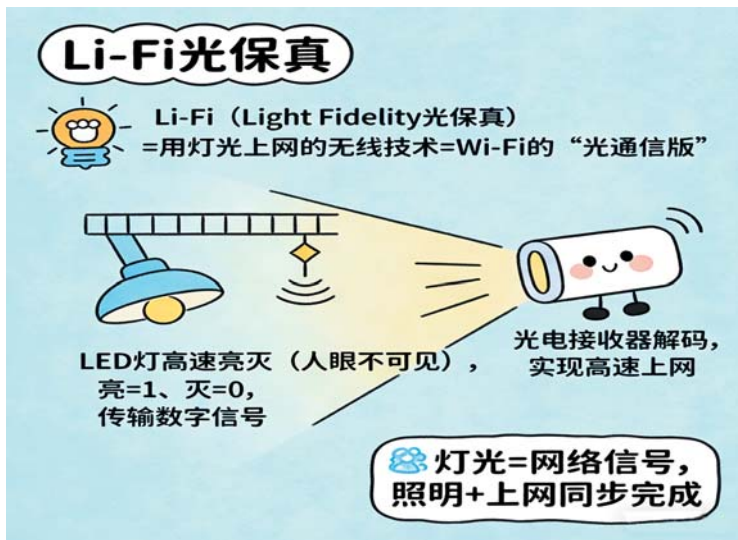 Li-Fi光保真
Li-Fi（Light Fidelity光保真）
=用灯光上网的无线技术=Wi-Fi的“光通信版”
LED灯高速亮灭（人眼不可见），
亮=1、灭=0，
传输数字信号
光电接收器解码，
实现高速上网
灯光=网络信号，
照明+上网同步完成